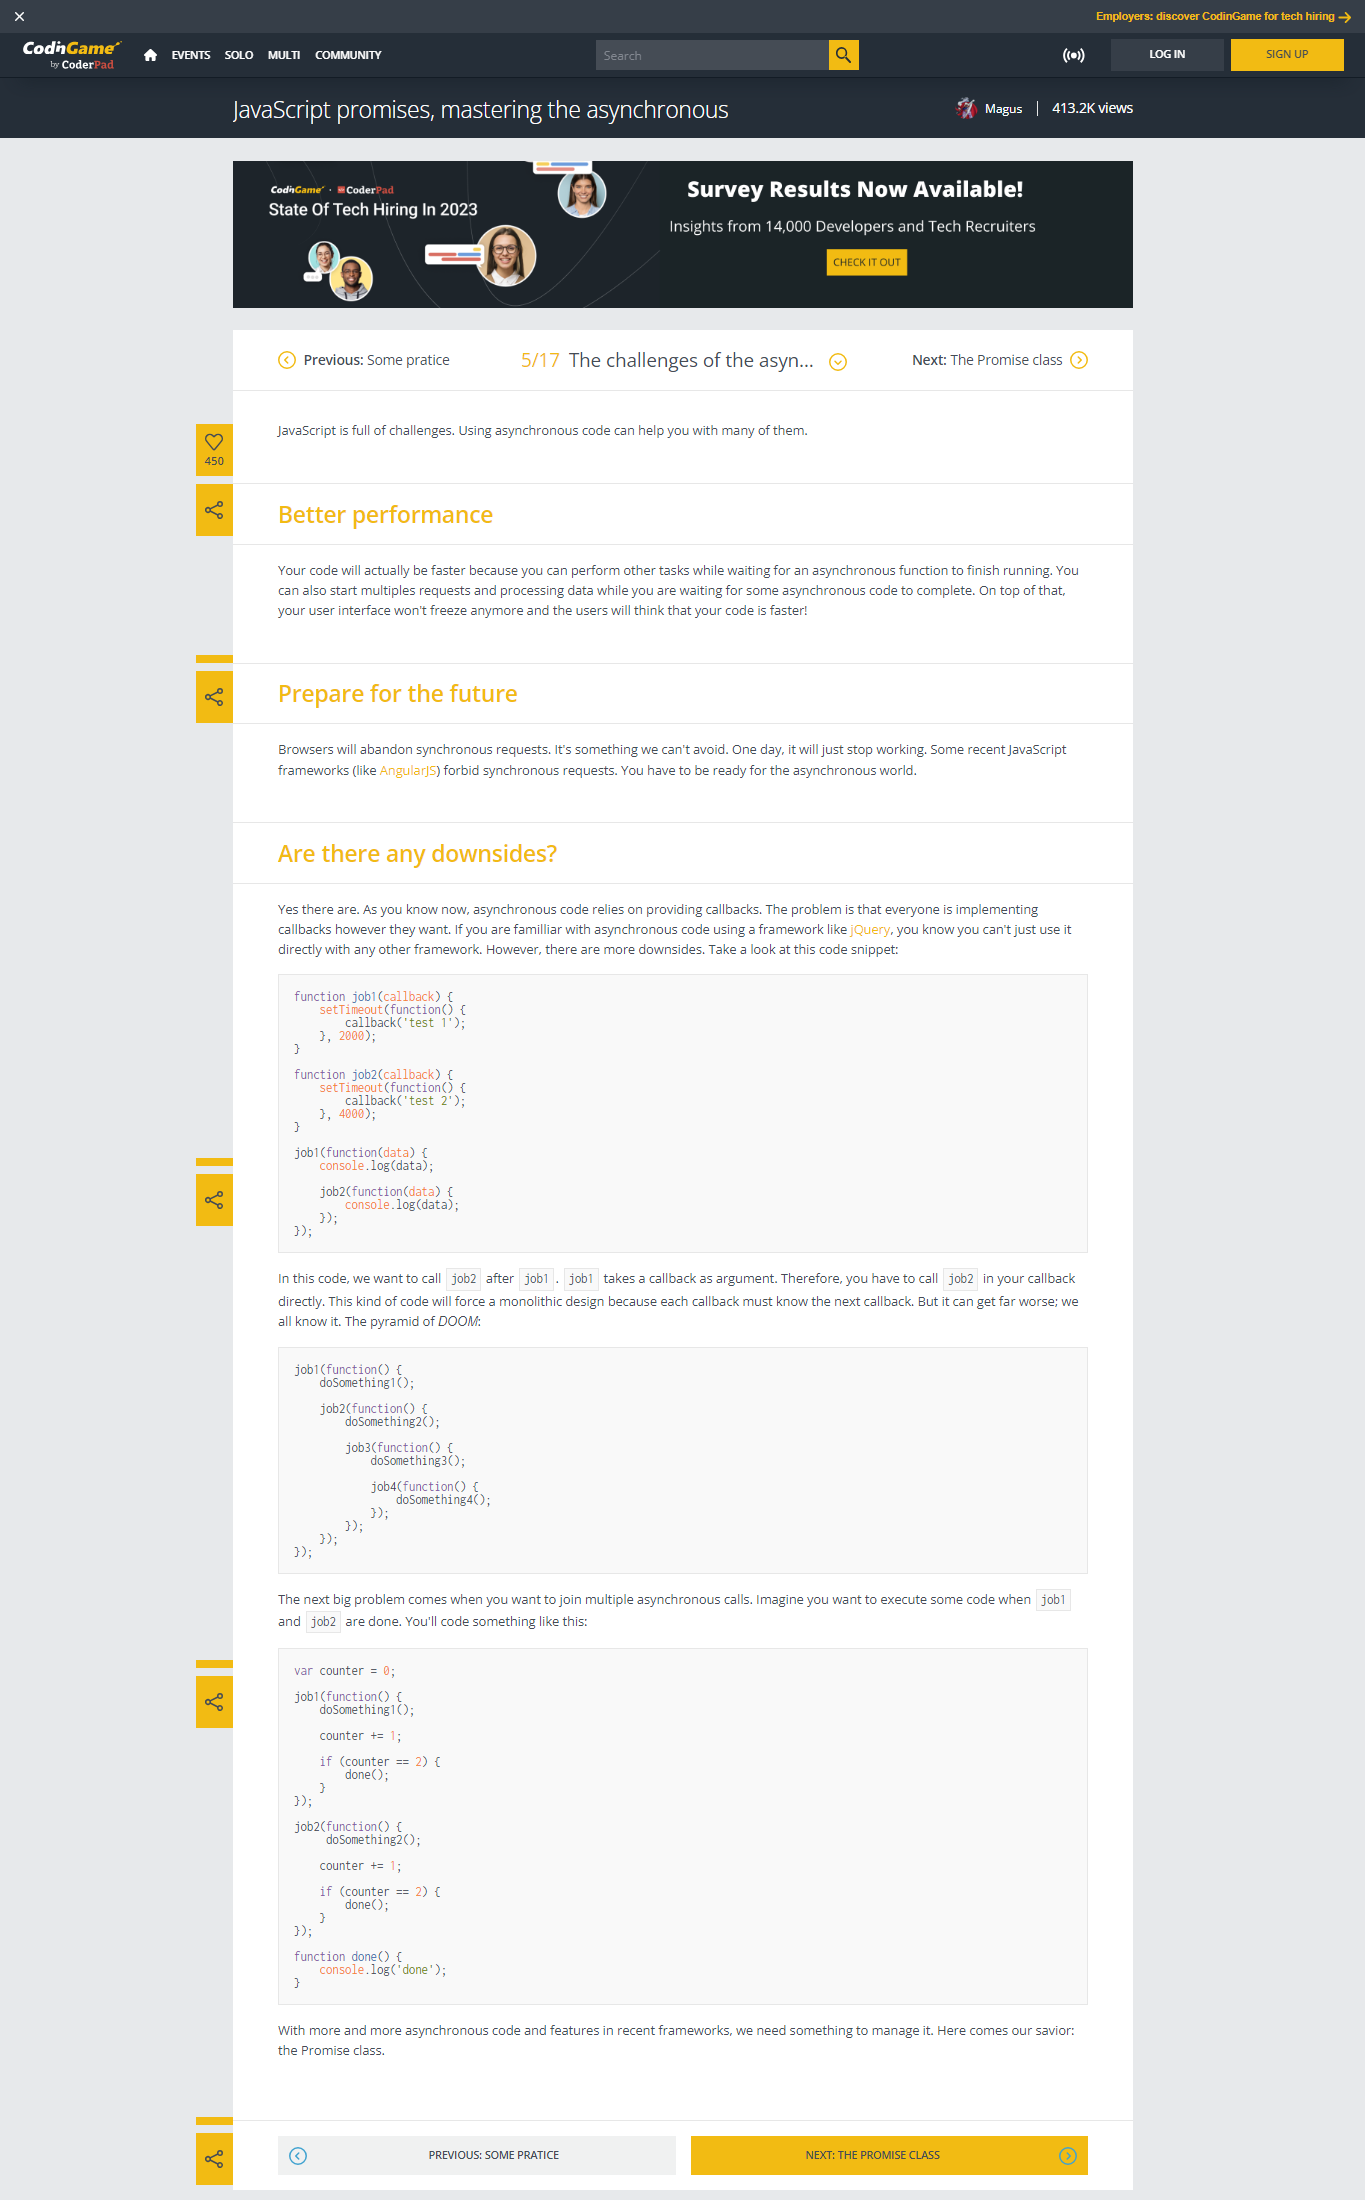 Employers: discover CodinGame for tech hiring
CodinGame
by CoderPad
EVENTS SOLO MULTI COMMUNITY
Search
LOG IN
SIGN UP
JavaScript promises, mastering the asynchronous
Magus
413.2K views
CodinGame · CoderPad
State Of Tech Hiring In 2023
Survey Results Now Available!
Insights from 14,000 Developers and Tech Recruiters
CHECK IT OUT
Previous: Some pratice
5/17 The challenges of the asyn...
Next: The Promise class
JavaScript is full of challenges. Using asynchronous code can help you with many of them.
450
Better performance
Your code will actually be faster because you can perform other tasks while waiting for an asynchronous function to finish running. You
can also start multiples requests and processing data while you are waiting for some asynchronous code to complete. On top of that,
your user interface won't freeze anymore and the users will think that your code is faster!
Prepare for the future
Browsers will abandon synchronous requests. It's something we can't avoid. One day, it will just stop working. Some recent JavaScript
frameworks (like AngularJS) forbid synchronous requests. You have to be ready for the asynchronous world.
Are there any downsides?
Yes there are. As you know now, asynchronous code relies on providing callbacks. The problem is that everyone is implementing
callbacks however they want. If you are familliar with asynchronous code using a framework like jQuery, you know you can't just use it
directly with any other framework. However, there are more downsides. Take a look at this code snippet:
function job1(callback) {
    setTimeout(function() {
        callback('test 1');
    }, 2000);
}
function job2(callback) {
    setTimeout(function() {
        callback('test 2');
    }, 4000);
}
job1(function(data) {
    console.log(data);
    job2(function(data) {
        console.log(data);
    });
});
In this code, we want to call job2 after job1 . job1 takes a callback as argument. Therefore, you have to call job2 in your callback
directly. This kind of code will force a monolithic design because each callback must know the next callback. But it can get far worse; we
all know it. The pyramid of DOOM:
job1(function() {
    doSomething1();
    job2(function() {
        doSomething2();
        job3(function() {
            doSomething3();
            job4(function() {
                doSomething4();
            });
        });
    });
});
The next big problem comes when you want to join multiple asynchronous calls. Imagine you want to execute some code when job1
and job2 are done. You'll code something like this:
var counter = 0;
job1(function() {
    doSomething1();
    counter += 1;
    if (counter == 2) {
        done();
    }
});
job2(function() {
     doSomething2();
    counter += 1;
    if (counter == 2) {
        done();
    }
});
function done() {
    console.log('done');
}
With more and more asynchronous code and features in recent frameworks, we need something to manage it. Here comes our savior:
the Promise class.
PREVIOUS: SOME PRATICE
NEXT: THE PROMISE CLASS